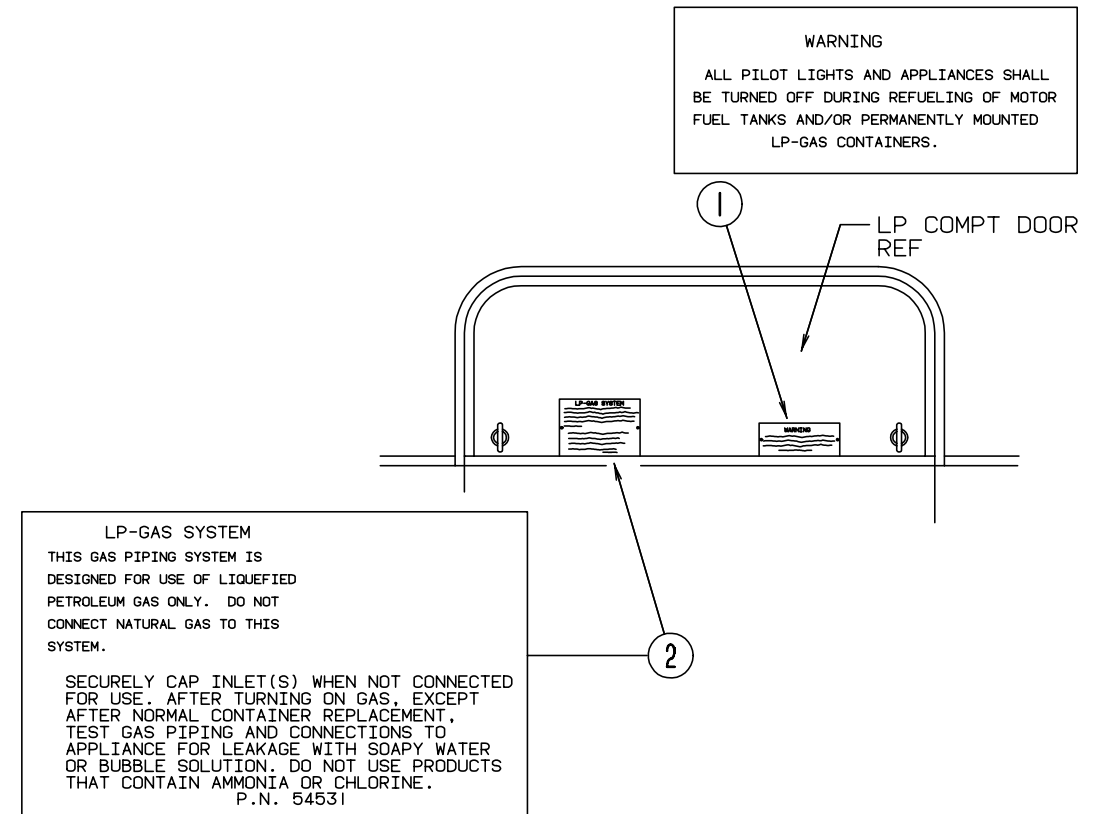 WARNING
ALL PILOT LIGHTS AND APPLIANCES SHALL
BE TURNED OFF DURING REFUELING OF MOTOR
FUEL TANKS AND/OR PERMANENTLY MOUNTED
LP-GAS CONTAINERS.
1
LP COMPT DOOR
REF
LP-GAS SYSTEM
WARNING
LP-GAS SYSTEM
THIS GAS PIPING SYSTEM IS
DESIGNED FOR USE OF LIQUEFIED
PETROLEUM GAS ONLY. DO NOT
CONNECT NATURAL GAS TO THIS
SYSTEM.
2
SECURELY CAP INLET(S) WHEN NOT CONNECTED
FOR USE. AFTER TURNING ON GAS, EXCEPT
AFTER NORMAL CONTAINER REPLACEMENT,
TEST GAS PIPING AND CONNECTIONS TO
APPLIANCE FOR LEAKAGE WITH SOAPY WATER
OR BUBBLE SOLUTION. DO NOT USE PRODUCTS
THAT CONTAIN AMMONIA OR CHLORINE.
P.N. 54531